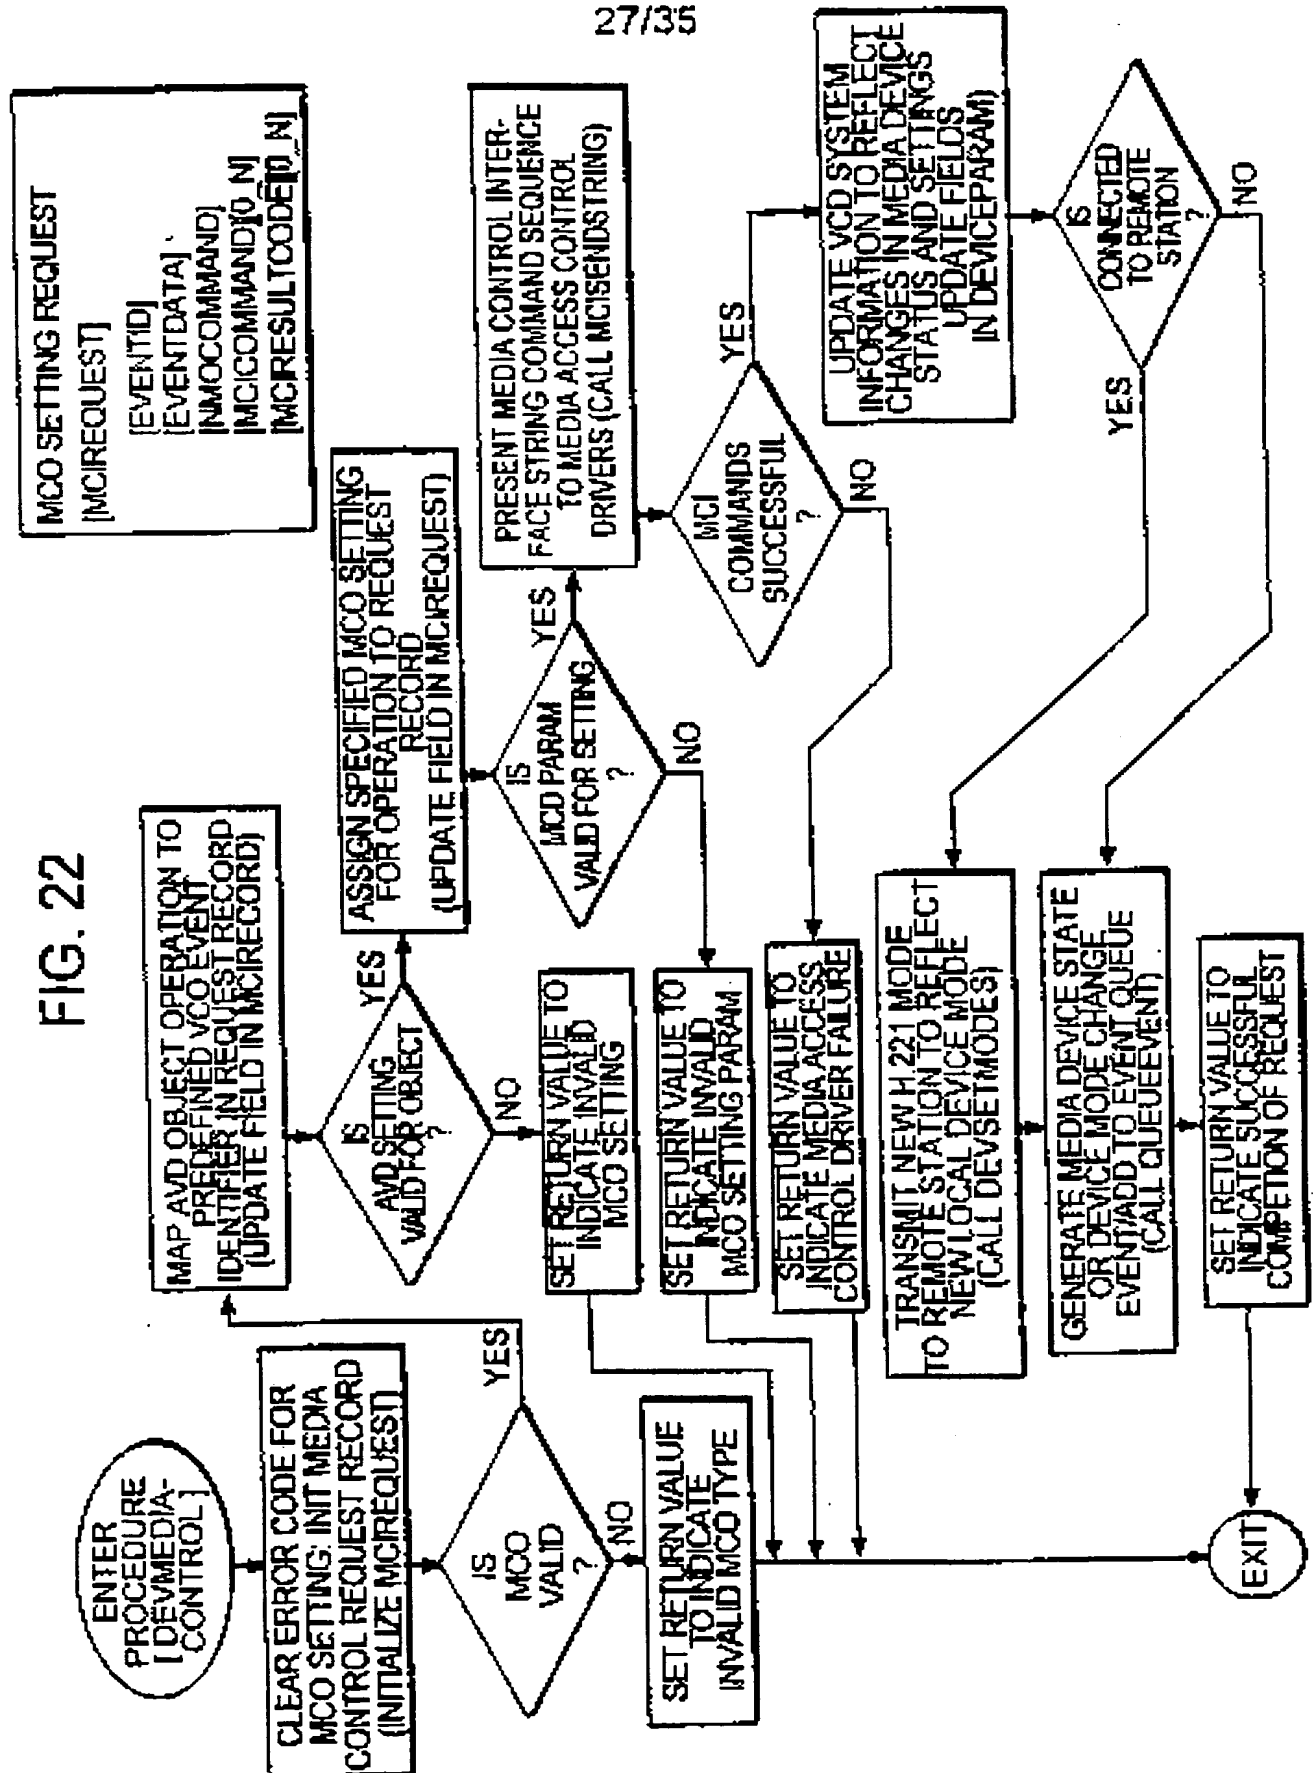 27/35
FIG. 22
MCO SETTING REQUEST
[MCIREQUEST]
[EVENTID]
[EVENTDATA]
[NMOCOMMAND]
[MCICOMMAND][0_N]
[MCIRESULTCODE][0_N]
ENTER
PROCEDURE
[DEVMEDIA-
CONTROL]
CLEAR ERROR CODE FOR
MCO SETTING: INIT MEDIA
CONTROL REQUEST RECORD
(INITIALIZE MCIREQUEST)
IS
MCO
VALID
?
YES
NO
SET RETURN VALUE
TO INDICATE
INVALID MCO TYPE
MAP AVD OBJECT OPERATION TO
PREDEFINED VCO EVENT
IDENTIFIER IN REQUEST RECORD
(UPDATE FIELD IN MCIRECORD)
IS
AVD SETTING
VALID FOR OBJECT
?
YES
NO
SET RETURN VALUE TO
INDICATE INVALID
MCO SETTING
ASSIGN SPECIFIED MCO SETTING
FOR OPERATION TO REQUEST
RECORD
(UPDATE FIELD IN MCIREQUEST)
IS
MCD PARAM
VALID FOR SETTING
?
YES
NO
SET RETURN VALUE TO
INDICATE INVALID
MCO SETTING PARAM
PRESENT MEDIA CONTROL INTER-
FACE STRING COMMAND SEQUENCE
TO MEDIA ACCESS CONTROL
DRIVERS (CALL MCISENDSTRING)
MCI
COMMANDS
SUCCESSFUL
?
YES
NO
SET RETURN VALUE TO
INDICATE MEDIA ACCESS
CONTROL DRIVER FAILURE
UPDATE VCD SYSTEM
INFORMATION TO REFLECT
CHANGES IN MEDIA DEVICE
STATUS AND SETTINGS
UPDATE FIELDS
IN DEVICEPARAM)
IS
CONNECTED
TO REMOTE
STATION
?
YES
NO
TRANSMIT NEW H.221 MODE
TO REMOTE STATION TO REFLECT
NEW LOCAL DEVICE MODE
(CALL DEVSETMODES)
GENERATE MEDIA DEVICE STATE
OR DEVICE MODE CHANGE
EVENT/ADD TO EVENT QUEUE
(CALL QUEUEEVENT)
SET RETURN VALUE TO
INDICATE SUCCESSFUL
COMPETION OF REQUEST
EXIT